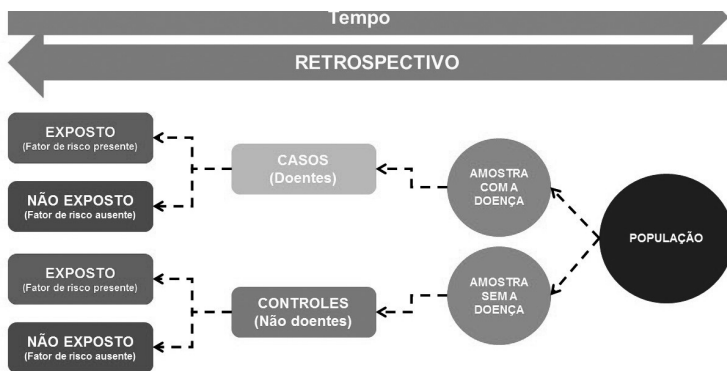 Tempo
RETROSPECTIVO
EXPOSTO
(Fator de risco presente)
NÃO EXPOSTO
(Fator de risco ausente)
EXPOSTO
(Fator de risco presente)
NÃO EXPOSTO
(Fator de risco ausente)
CASOS
(Doentes)
CONTROLES
(Não doentes)
AMOSTRA
COM A
DOENÇA
AMOSTRA
SEM A
DOENÇA
POPULAÇÃO